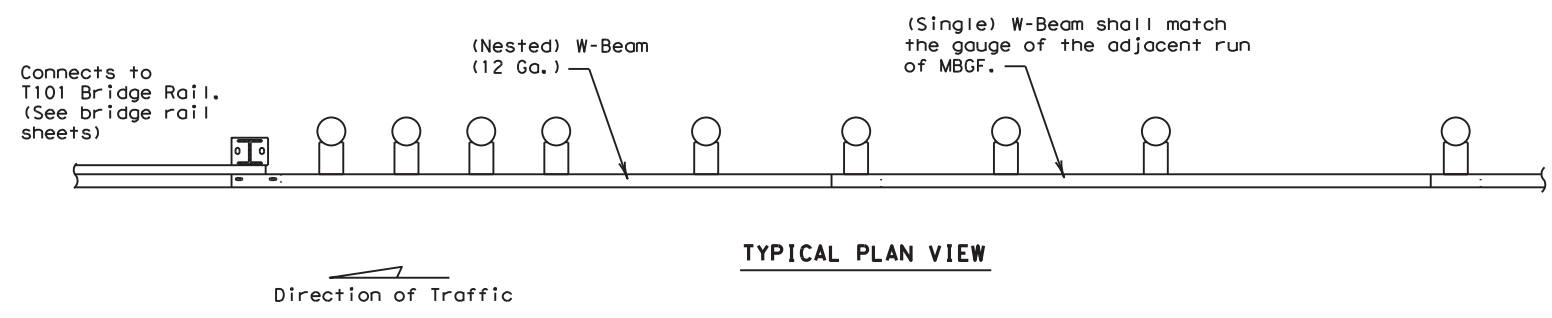 (Single) W-Beam shall match
the gauge of the adjacent run
of MBGF.
(Nested) W-Beam
(12 Ga.)
Connects to
T101 Bridge Rail.
(See bridge rail
sheets)
TYPICAL PLAN VIEW
Direction of Traffic